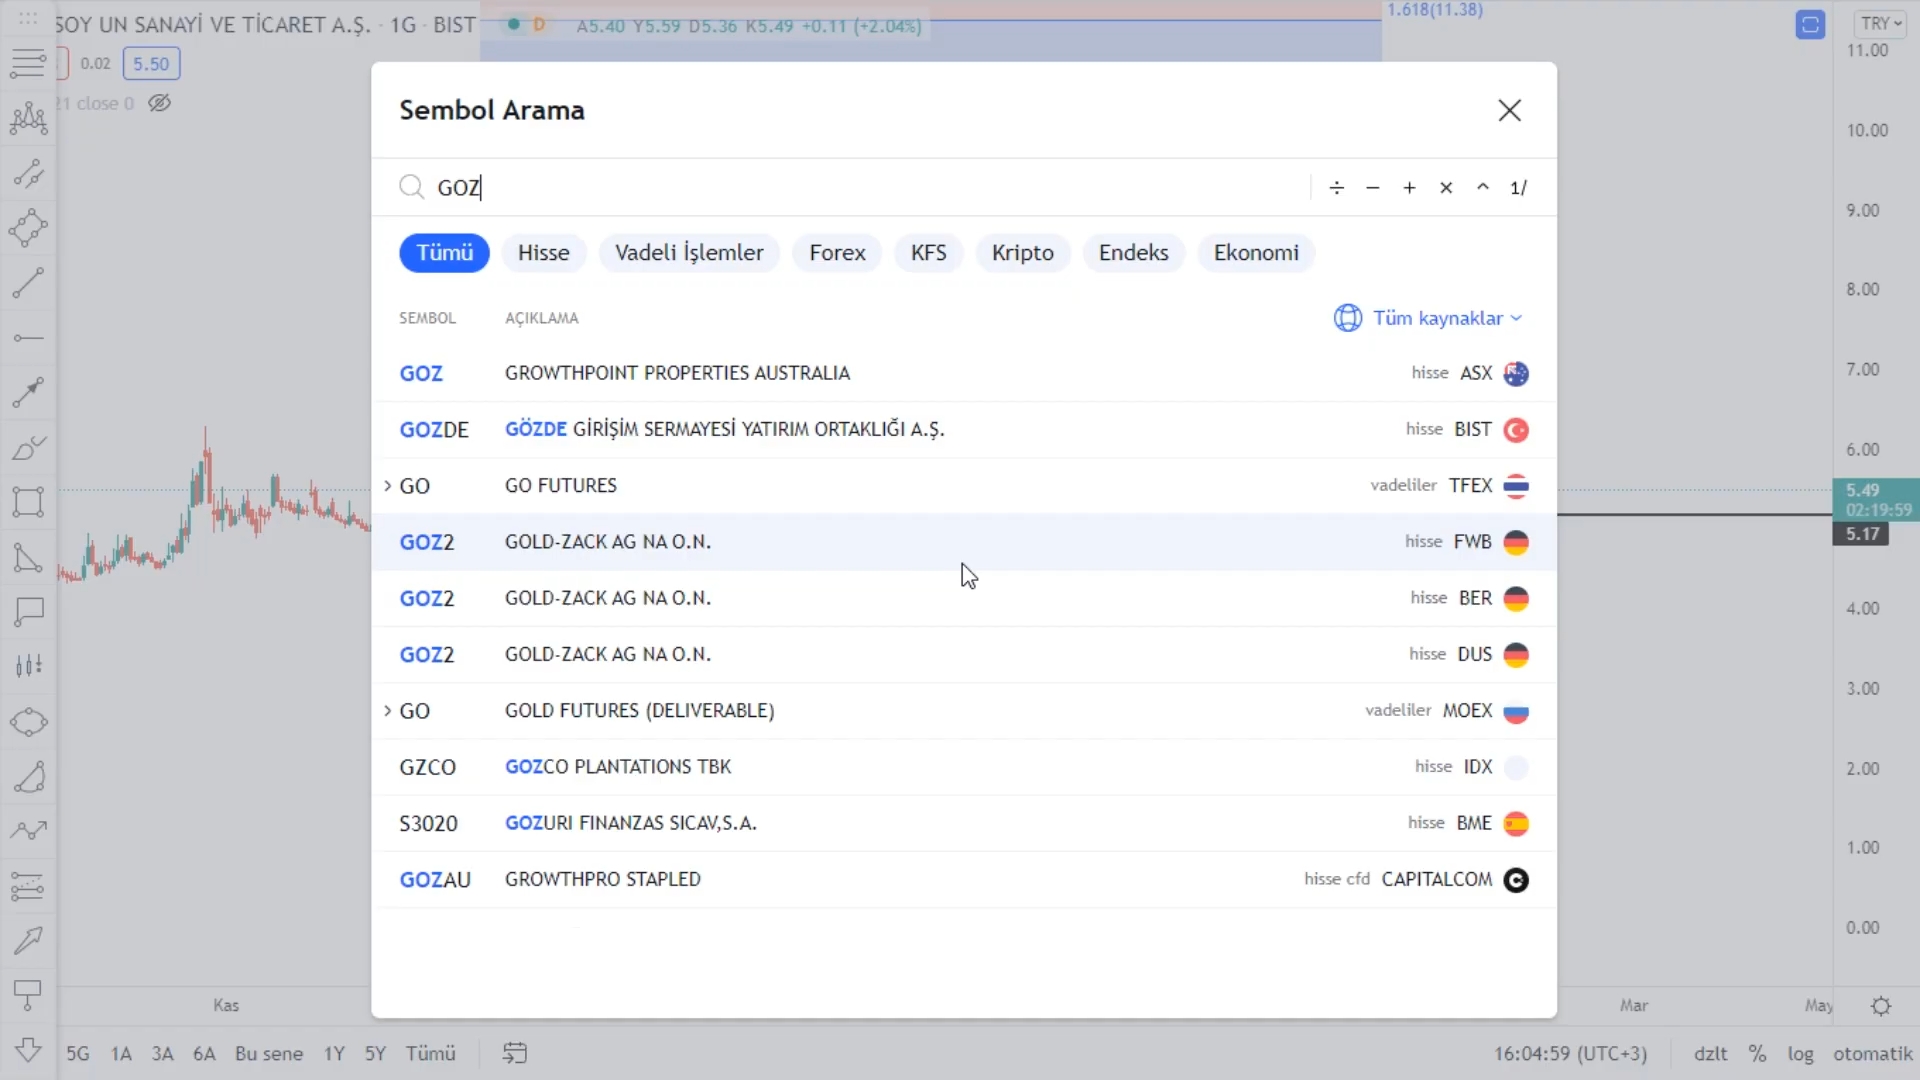 SOY UN SANAYİ VE TİCARET A.Ş. · 1G · BIST
D A5.40 Y5.59 D5.36 K5.49 +0.11 (+2.04%)
1.618(11.38)
TRY
0.02 5.50
21 close 0
Sembol Arama
GOZ
÷ − + × ^ 1/
Tümü Hisse Vadeli İşlemler Forex KFS Kripto Endeks Ekonomi
SEMBOL AÇIKLAMA Tüm kaynaklar
GOZ GROWTHPOINT PROPERTIES AUSTRALIA hisse ASX
GOZDE GÖZDE GİRİŞİM SERMAYESİ YATIRIM ORTAKLIĞI A.Ş. hisse BIST
GO GO FUTURES vadeliler TFEX
GOZ2 GOLD-ZACK AG NA O.N. hisse FWB
GOZ2 GOLD-ZACK AG NA O.N. hisse BER
GOZ2 GOLD-ZACK AG NA O.N. hisse DUS
GO GOLD FUTURES (DELIVERABLE) vadeliler MOEX
GZCO GOZCO PLANTATIONS TBK hisse IDX
S3020 GOZURI FINANZAS SICAV,S.A. hisse BME
GOZAU GROWTHPRO STAPLED hisse cfd CAPITALCOM
11.00
10.00
9.00
8.00
7.00
6.00
5.49
02:19:59
5.17
4.00
3.00
2.00
1.00
0.00
Kas Mar May
5G 1A 3A 6A Bu sene 1Y 5Y Tümü 16:04:59 (UTC+3) dzlt % log otomatik